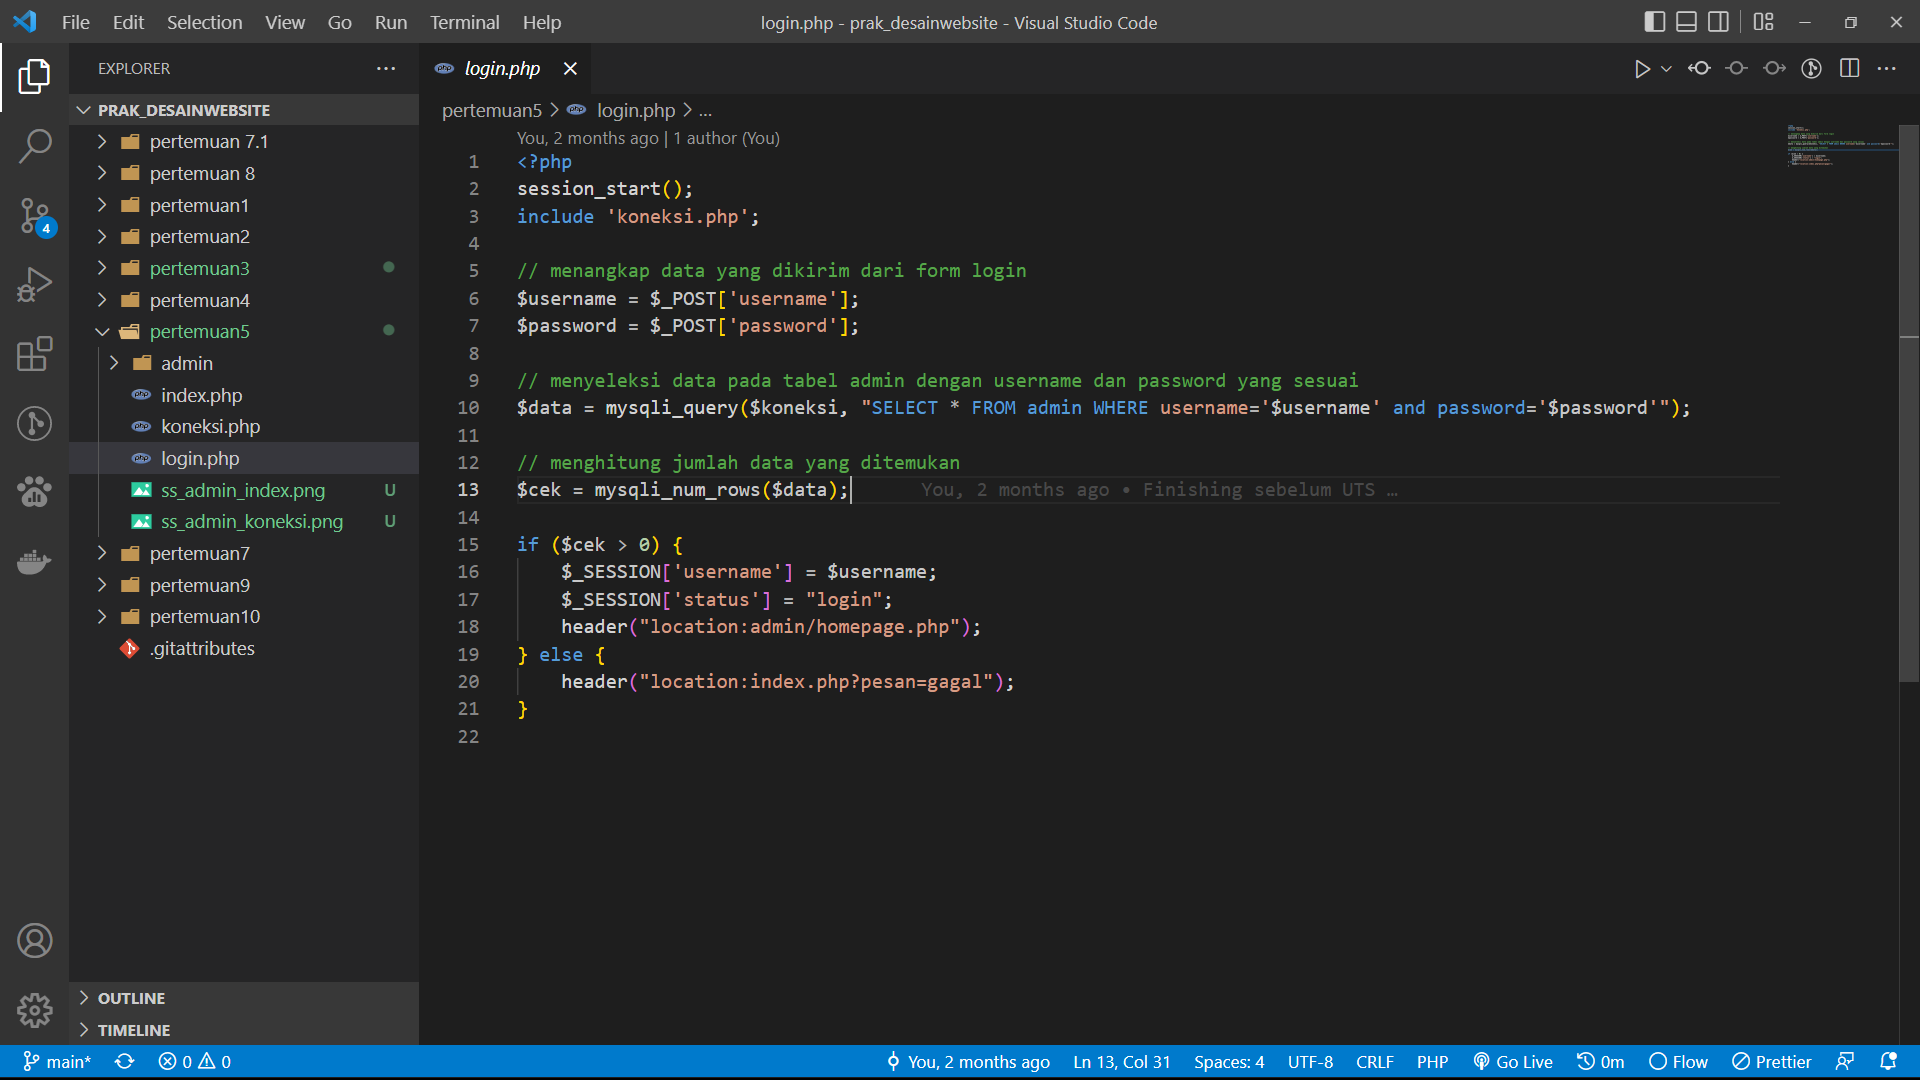 File Edit Selection View Go Run Terminal Help
login.php - prak_desainwebsite - Visual Studio Code
EXPLORER
PRAK_DESAINWEBSITE
pertemuan 7.1
pertemuan 8
pertemuan1
pertemuan2
pertemuan3
pertemuan4
pertemuan5
admin
index.php
koneksi.php
login.php
ss_admin_index.png U
ss_admin_koneksi.png U
pertemuan7
pertemuan9
pertemuan10
.gitattributes
OUTLINE
TIMELINE
4
php login.php
pertemuan5 > php login.php > ...
You, 2 months ago | 1 author (You)
1 <?php
2 session_start();
3 include 'koneksi.php';
4
5 // menangkap data yang dikirim dari form login
6 $username = $_POST['username'];
7 $password = $_POST['password'];
8
9 // menyeleksi data pada tabel admin dengan username dan password yang sesuai
10 $data = mysqli_query($koneksi, "SELECT * FROM admin WHERE username='$username' and password='$password'");
11
12 // menghitung jumlah data yang ditemukan
13 $cek = mysqli_num_rows($data); You, 2 months ago • Finishing sebelum UTS …
14
15 if ($cek > 0) {
16 $_SESSION['username'] = $username;
17 $_SESSION['status'] = "login";
18 header("location:admin/homepage.php");
19 } else {
20 header("location:index.php?pesan=gagal");
21 }
22
main* 0 0 You, 2 months ago Ln 13, Col 31 Spaces: 4 UTF-8 CRLF PHP Go Live 0m Flow Prettier